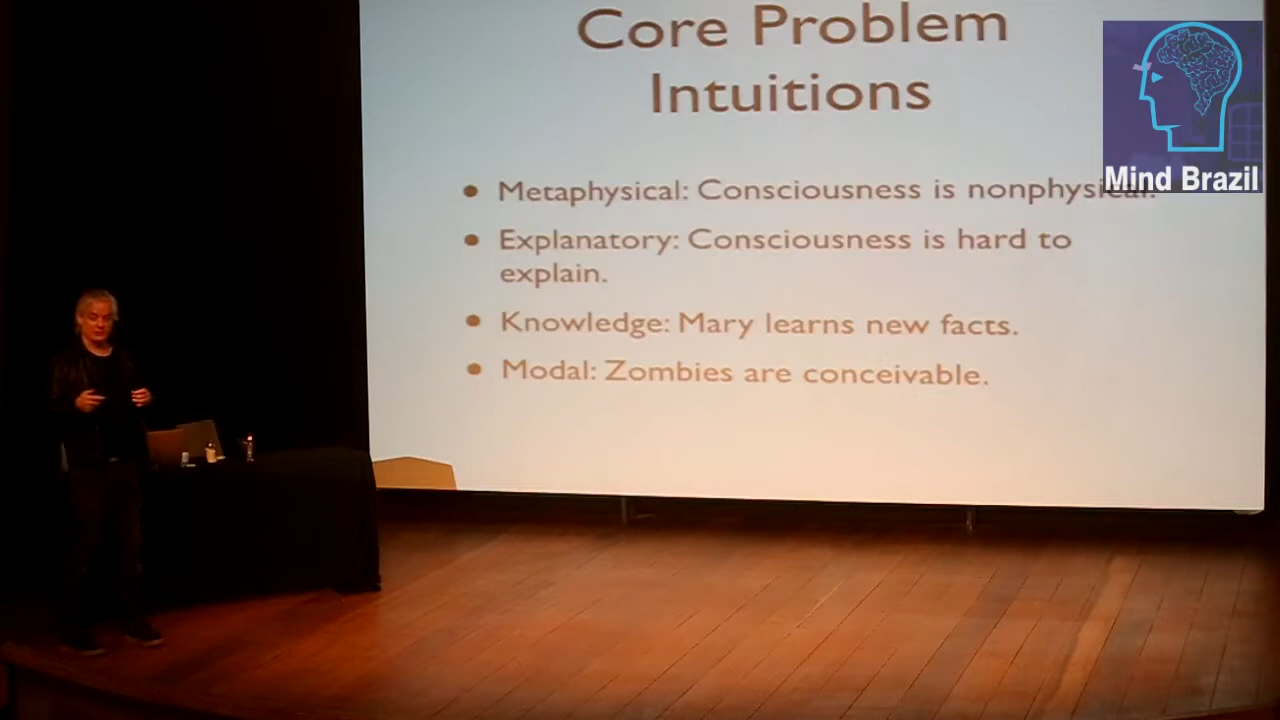 Core Problem
Intuitions
• Metaphysical: Consciousness is nonphysical.
• Explanatory: Consciousness is hard to
explain.
• Knowledge: Mary learns new facts.
• Modal: Zombies are conceivable.
Mind Brazil